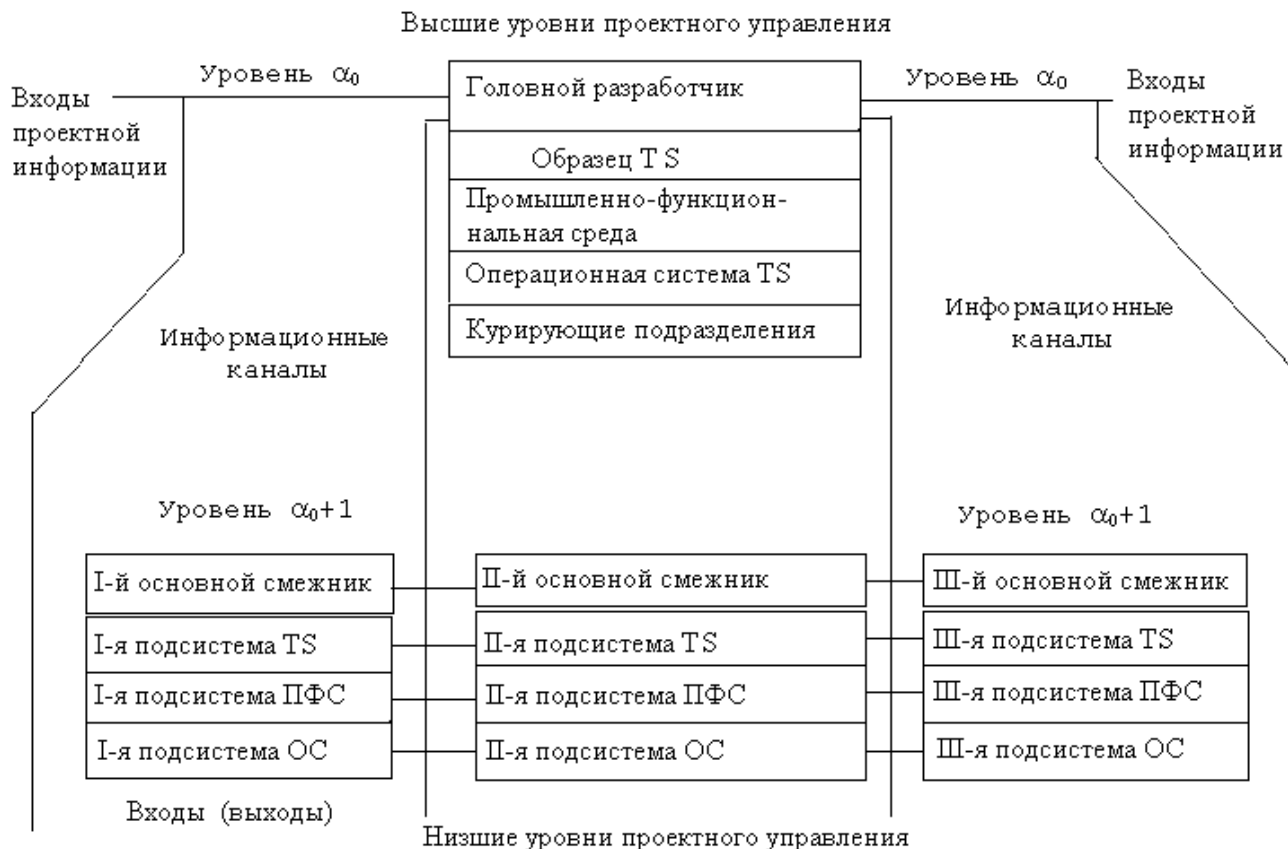 Высшие уровни проектного управления
Уровень α₀
Входы
проектной
информации
Головной разработчик
Образец T S
Промышленно-функцион-
нальная среда
Операционная система TS
Курирующие подразделения
Уровень α₀
Входы
проектной
информации
Информационные
каналы
Информационные
каналы
Уровень α₀+1
Уровень α₀+1
I-й основной смежник
I-я подсистема TS
I-я подсистема ПФС
I-я подсистема ОС
II-й основной смежник
II-я подсистема TS
II-я подсистема ПФС
II-я подсистема ОС
III-й основной смежник
III-я подсистема TS
III-я подсистема ПФС
III-я подсистема ОС
Входы (выходы)
Низшие уровни проектного управления